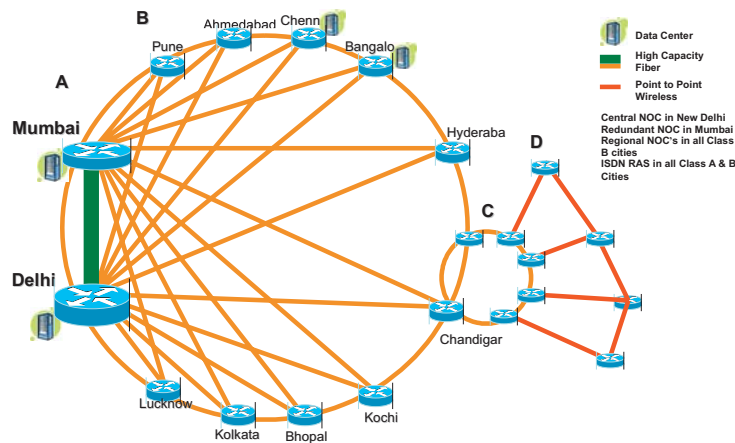 B
Ahmedabad
Chenn
Pune
Bangalo
A
Mumbai
Hyderaba
D
C
Delhi
Chandigar
Lucknow
Kolkata
Bhopal
Kochi
Data Center
High Capacity
Fiber
Point to Point
Wireless
Central NOC in New Delhi
Redundant NOC in Mumbai
Regional NOC's in all Class
B cities
ISDN RAS in all Class A & B
Cities